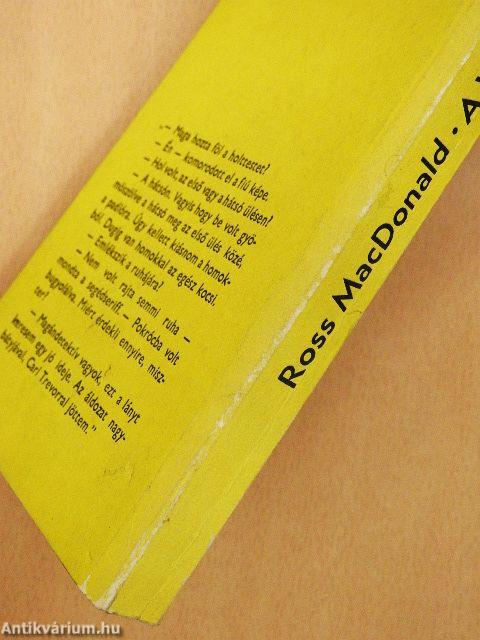 „— Maga hozta föl a holttestet?
— Én — komorodott el a fiú képe.
— Hol volt, az első vagy a hátsó ülésen?
— A hátsón. Vagyis hogy be volt gyö-
möszölve a hátsó meg az első ülés közé,
a padlóra. Úgy kellett kiásnom a homok-
ból. Dugig van homokkal az egész kocsi.
— Emlékszik a ruhájára?
— Nem volt rajta semmi ruha —
mondta a segédseriff. — Pokrócba volt
bugyolálva. Miért érdekli ennyire, misz-
ter?
— Magándetektív vagyok, ezt a lányt
keresem egy jó ideje. Az áldozat nagy-
bátyjával, Carl Trevorral jöttem."
Ross MacDonald · A
Antikvárium.hu